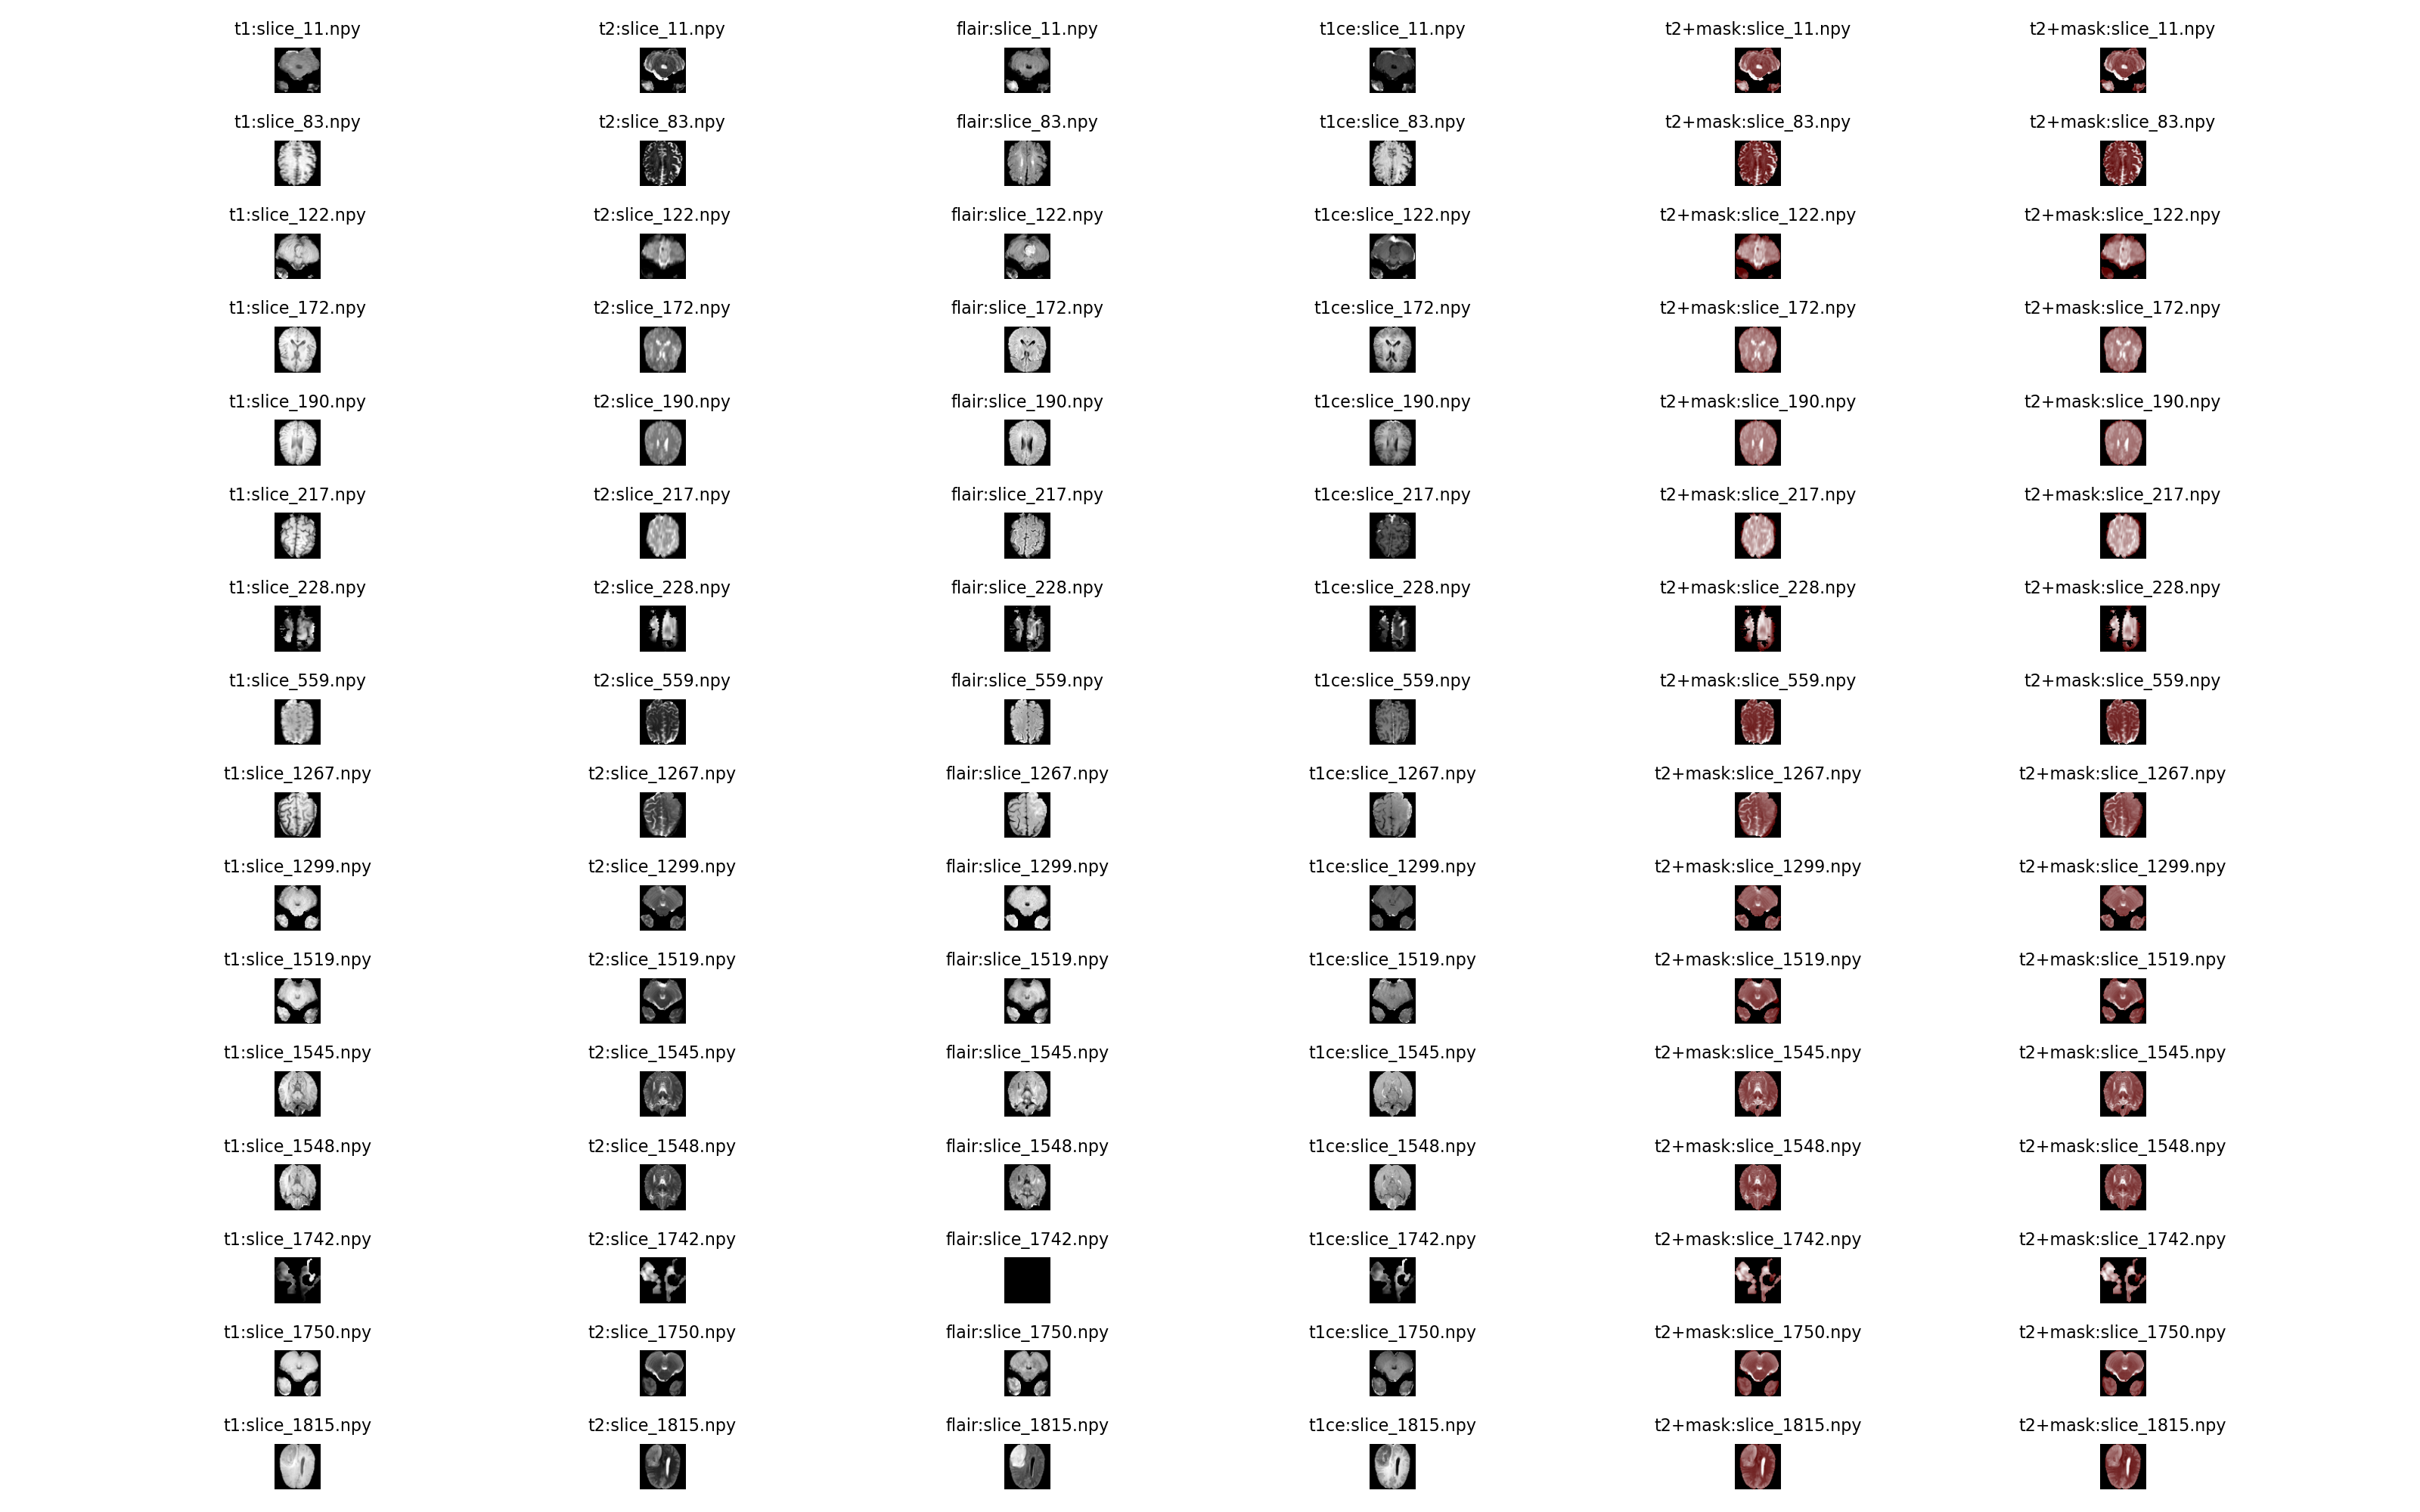 t1:slice_11.npy t2:slice_11.npy flair:slice_11.npy t1ce:slice_11.npy t2+mask:slice_11.npy t2+mask:slice_11.npy
t1:slice_83.npy t2:slice_83.npy flair:slice_83.npy t1ce:slice_83.npy t2+mask:slice_83.npy t2+mask:slice_83.npy
t1:slice_122.npy t2:slice_122.npy flair:slice_122.npy t1ce:slice_122.npy t2+mask:slice_122.npy t2+mask:slice_122.npy
t1:slice_172.npy t2:slice_172.npy flair:slice_172.npy t1ce:slice_172.npy t2+mask:slice_172.npy t2+mask:slice_172.npy
t1:slice_190.npy t2:slice_190.npy flair:slice_190.npy t1ce:slice_190.npy t2+mask:slice_190.npy t2+mask:slice_190.npy
t1:slice_217.npy t2:slice_217.npy flair:slice_217.npy t1ce:slice_217.npy t2+mask:slice_217.npy t2+mask:slice_217.npy
t1:slice_228.npy t2:slice_228.npy flair:slice_228.npy t1ce:slice_228.npy t2+mask:slice_228.npy t2+mask:slice_228.npy
t1:slice_559.npy t2:slice_559.npy flair:slice_559.npy t1ce:slice_559.npy t2+mask:slice_559.npy t2+mask:slice_559.npy
t1:slice_1267.npy t2:slice_1267.npy flair:slice_1267.npy t1ce:slice_1267.npy t2+mask:slice_1267.npy t2+mask:slice_1267.npy
t1:slice_1299.npy t2:slice_1299.npy flair:slice_1299.npy t1ce:slice_1299.npy t2+mask:slice_1299.npy t2+mask:slice_1299.npy
t1:slice_1519.npy t2:slice_1519.npy flair:slice_1519.npy t1ce:slice_1519.npy t2+mask:slice_1519.npy t2+mask:slice_1519.npy
t1:slice_1545.npy t2:slice_1545.npy flair:slice_1545.npy t1ce:slice_1545.npy t2+mask:slice_1545.npy t2+mask:slice_1545.npy
t1:slice_1548.npy t2:slice_1548.npy flair:slice_1548.npy t1ce:slice_1548.npy t2+mask:slice_1548.npy t2+mask:slice_1548.npy
t1:slice_1742.npy t2:slice_1742.npy flair:slice_1742.npy t1ce:slice_1742.npy t2+mask:slice_1742.npy t2+mask:slice_1742.npy
t1:slice_1750.npy t2:slice_1750.npy flair:slice_1750.npy t1ce:slice_1750.npy t2+mask:slice_1750.npy t2+mask:slice_1750.npy
t1:slice_1815.npy t2:slice_1815.npy flair:slice_1815.npy t1ce:slice_1815.npy t2+mask:slice_1815.npy t2+mask:slice_1815.npy